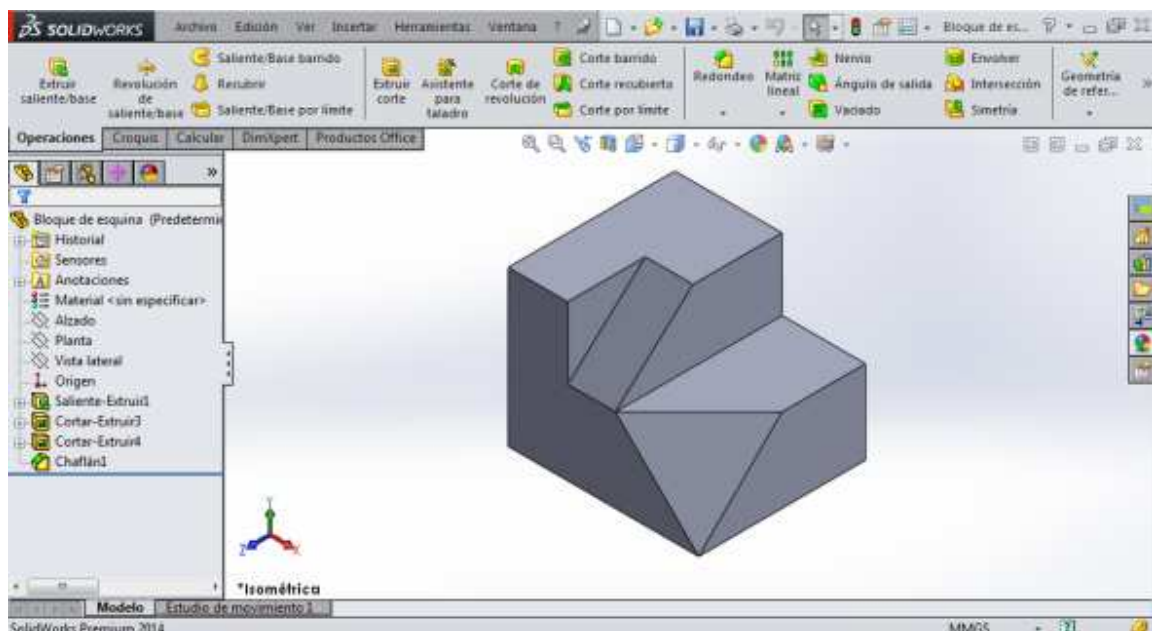 SOLIDWORKS Archivo Edición Ver Insertar Herramientas Ventana ? Bloque de es...
Extruir saliente/base
Revolución de saliente/base
Saliente/Base barrido
Recubrir
Saliente/Base por límite
Extruir corte
Asistente para taladro
Corte de revolución
Corte barrido
Corte recubierto
Corte por límite
Redondeo
Matriz lineal
Nervio
Ángulo de salida
Vaciado
Envolver
Intersección
Simetría
Geometría de refer...
Operaciones Croquis Calcular DimXpert Productos Office
Bloque de esquina (Predetermi
Historial
Sensores
Anotaciones
Material <sin especificar>
Alzado
Planta
Vista lateral
Origen
Saliente-Extruir1
Cortar-Extruir3
Cortar-Extruir4
Chaflán1
Y
Z
X
*Isométrica
Modelo Estudio de movimiento 1
SolidWorks Premium 2014 MMGS